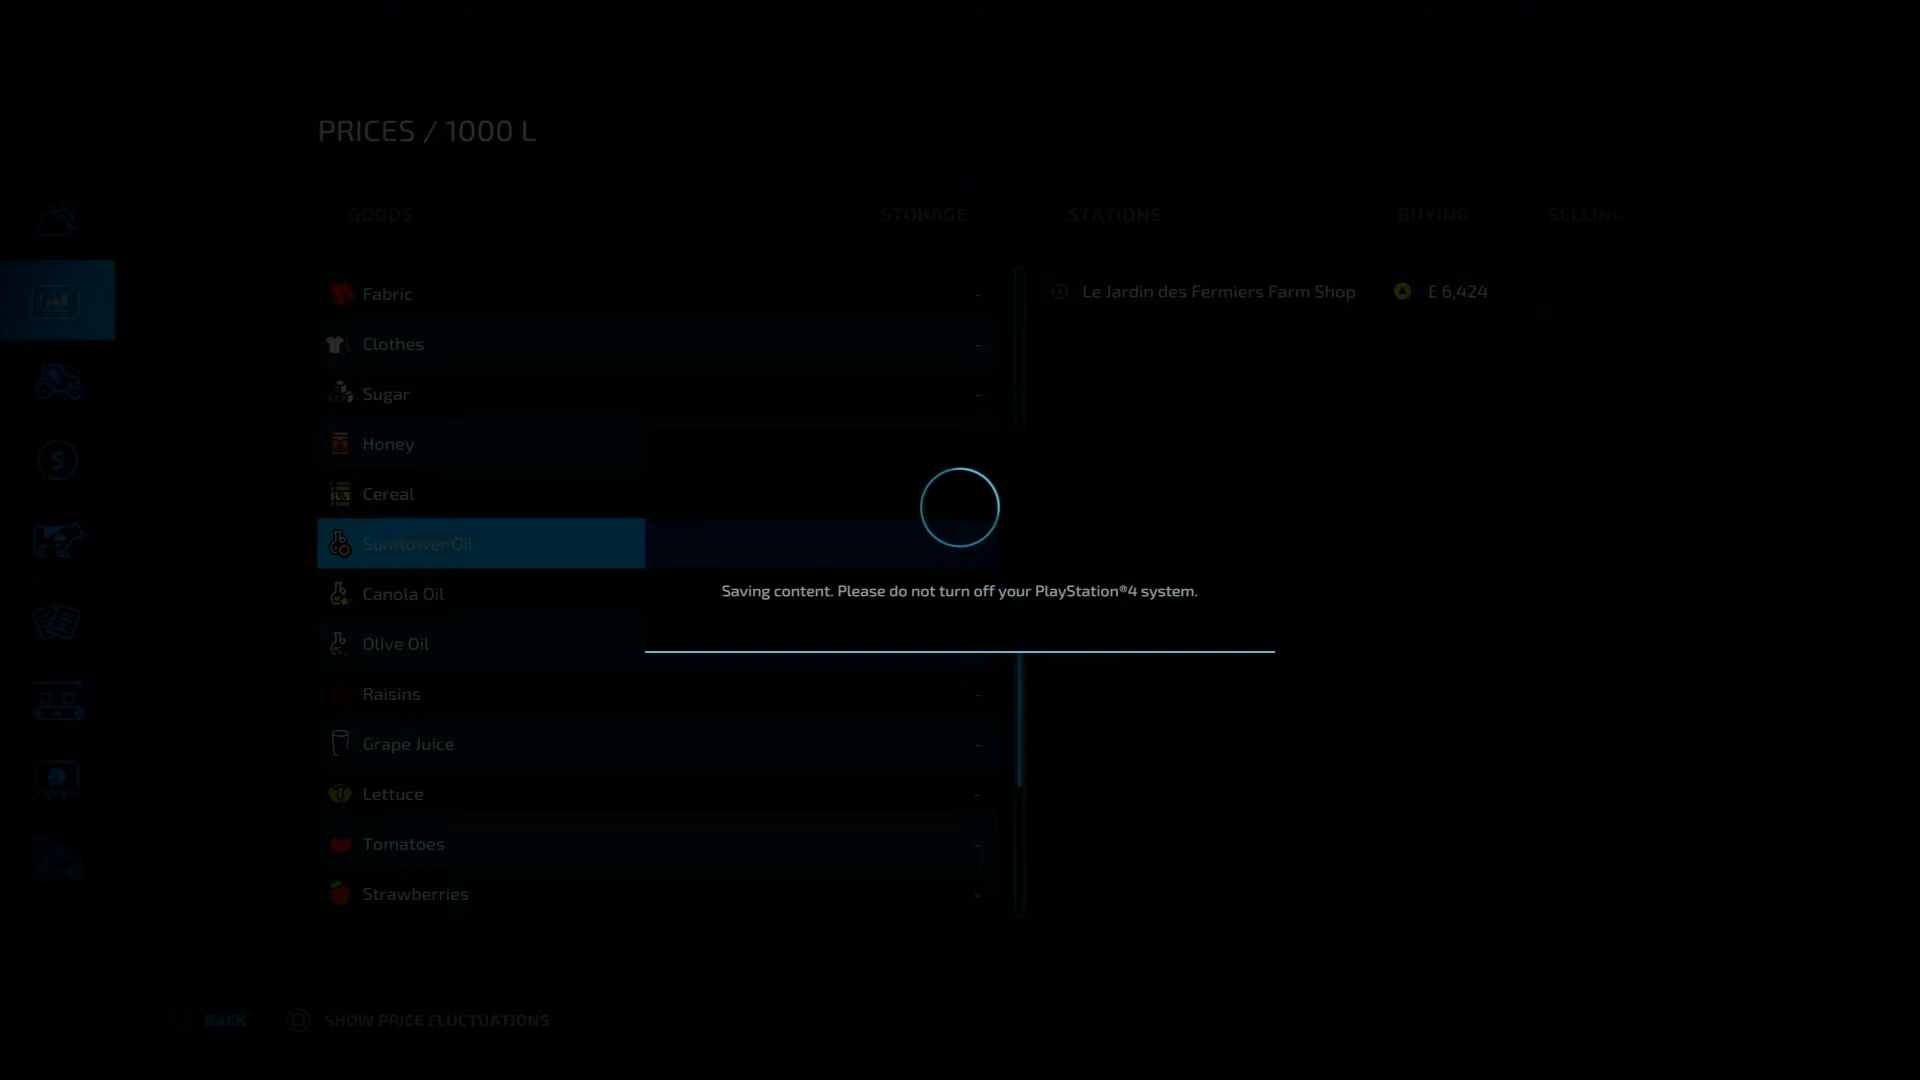 PRICES / 1000 L
GOODS STORAGE STATIONS BUYING SELLING
Fabric - Le Jardin des Fermiers Farm Shop £ 6,424
Clothes -
Sugar -
Honey
Cereal
Sunflower Oil
Canola Oil
Saving content. Please do not turn off your PlayStation®4 system.
Olive Oil
Raisins -
Grape Juice -
Lettuce -
Tomatoes -
Strawberries -
BACK SHOW PRICE FLUCTUATIONS